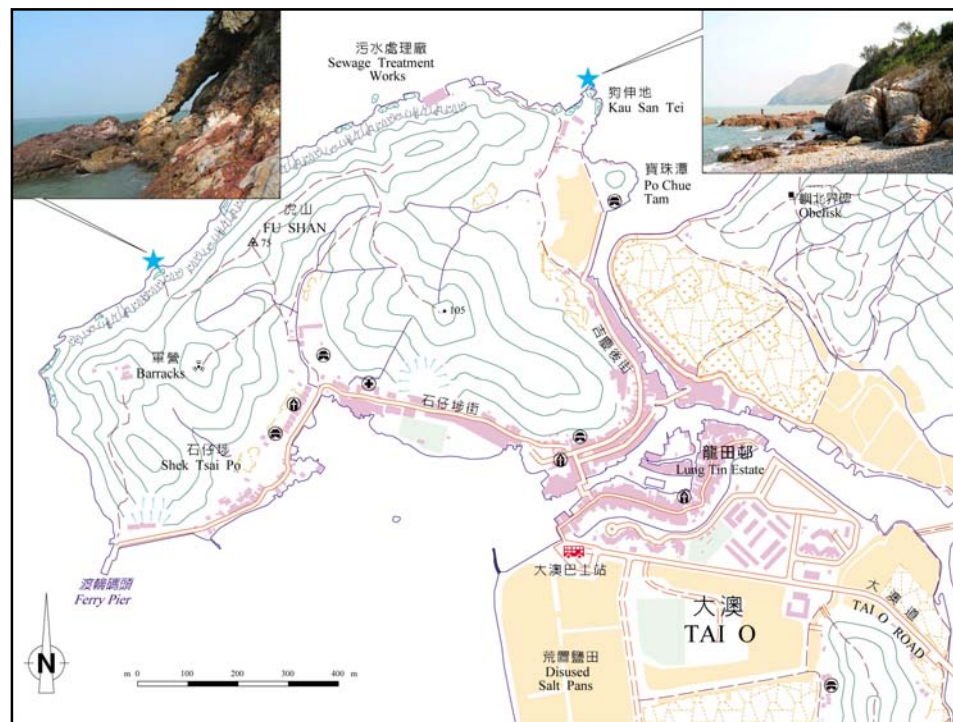 污水處理廠
Sewage Treatment
Works
狗伸地
Kau San Tei
寶珠潭
Po Chue
Tam
虎山
FU SHAN
75
界碑
Obelisk
105
軍營
Barracks
吉慶後街
石仔埗街
石仔埗
Shek Tsai Po
龍田邨
Lung Tin Estate
渡輪碼頭
Ferry Pier
大澳巴士站
大澳
TAI O
大澳道
TAI O ROAD
荒置鹽田
Disused
Salt Pans
N
m 0 100 200 300 400 m